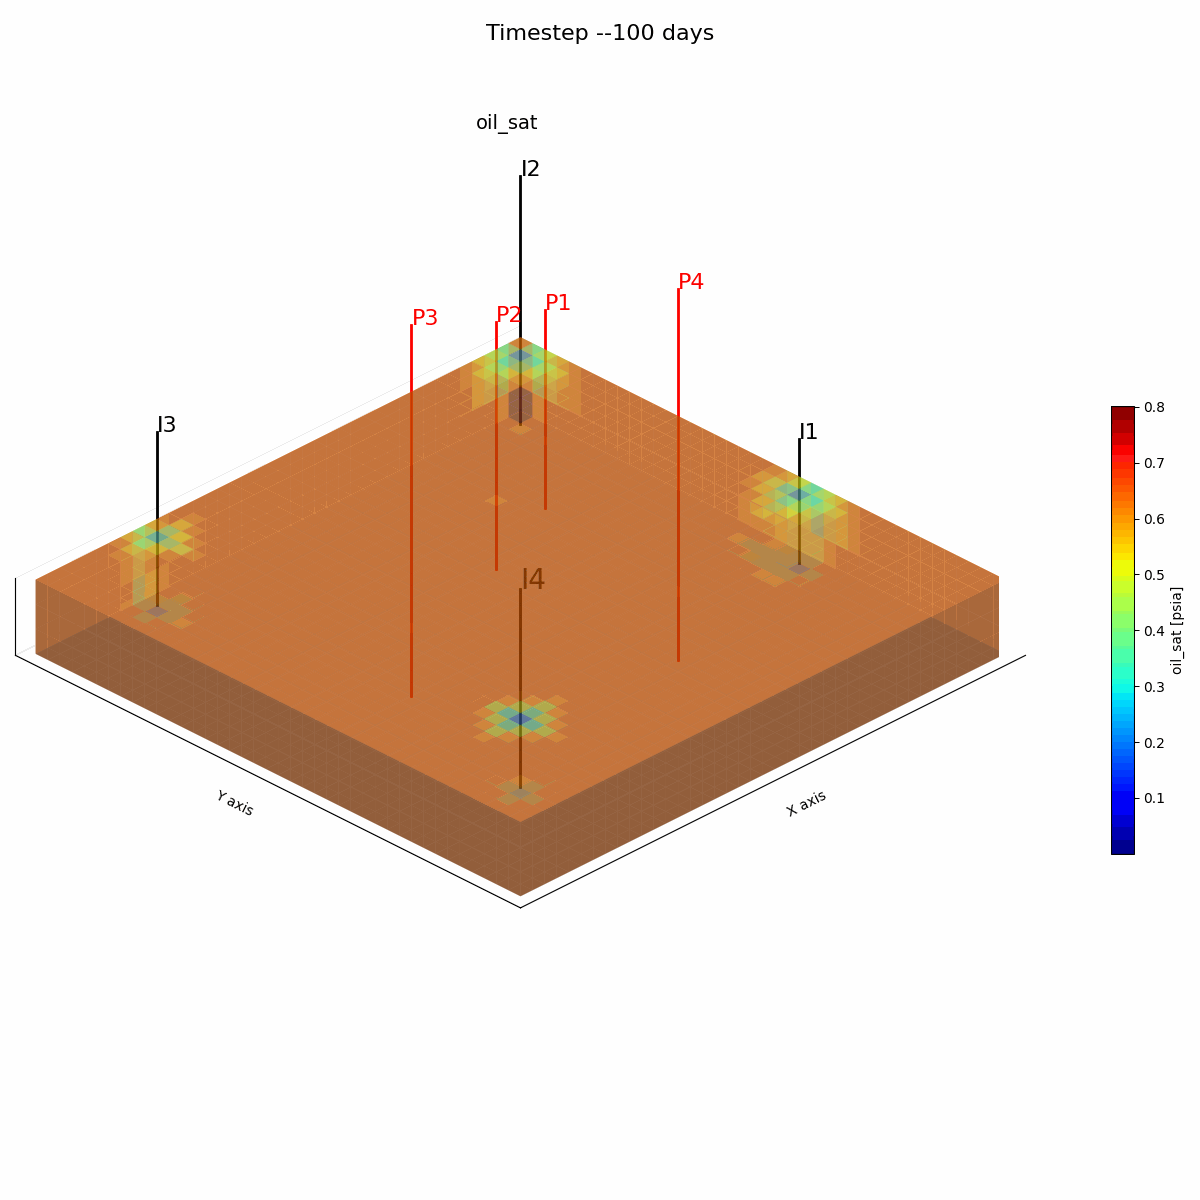 Timestep --100 days
oil_sat
I2
P4
P1
P2
P3
I3
I1
I4
0.8
0.7
0.6
0.5
0.4
0.3
0.2
0.1
oil_sat [psia]
Y axis
X axis